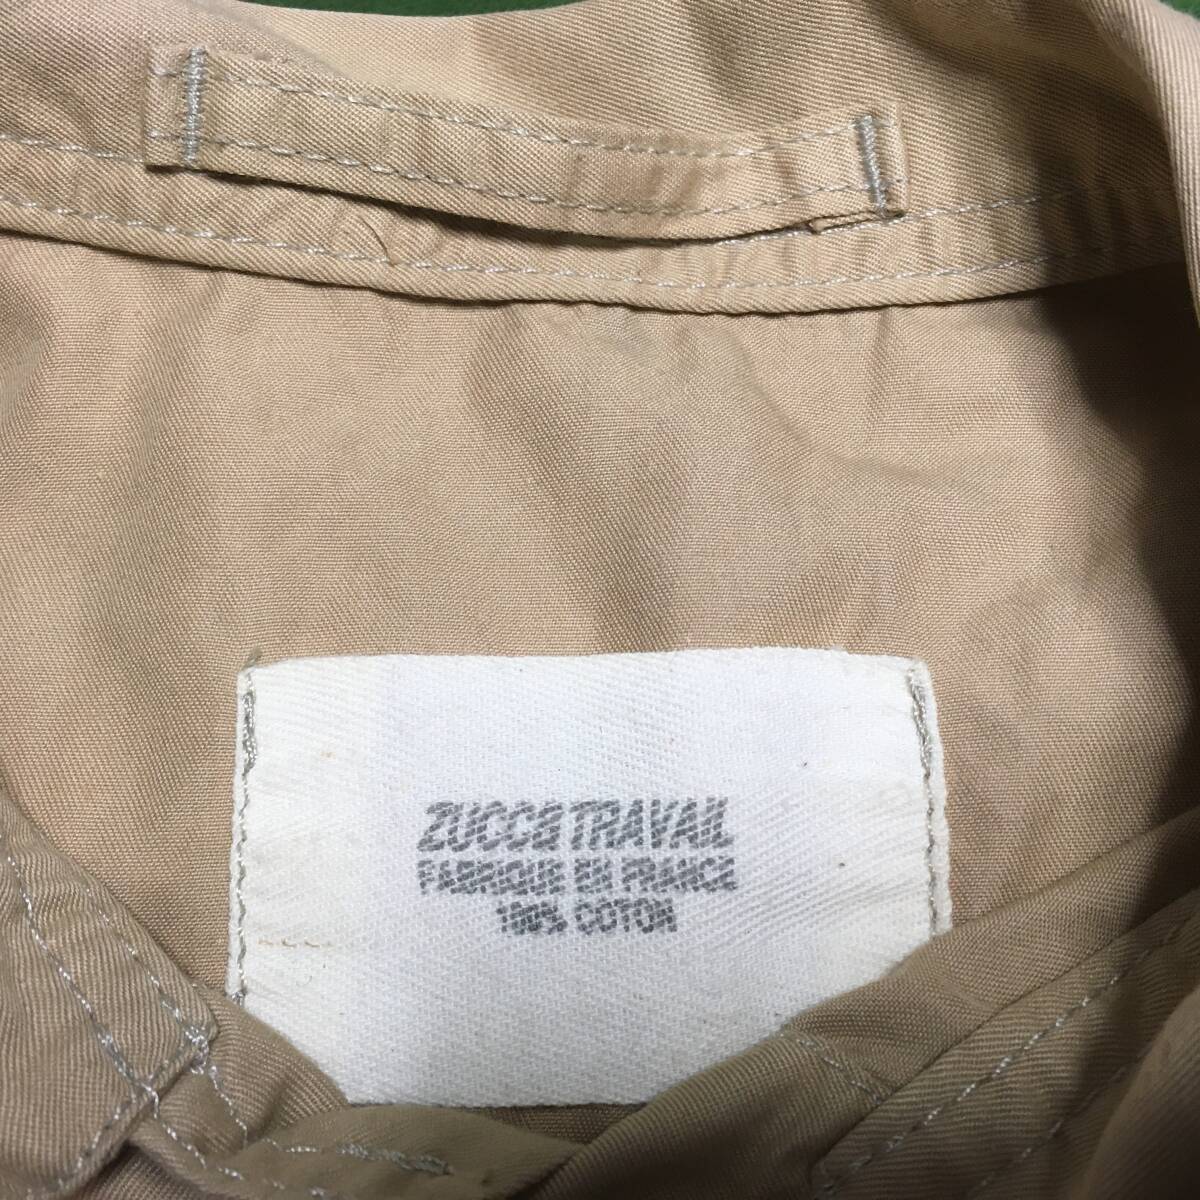 ZUCCa TRAVAIL
FABRIQUE EN FRANCE
100% COTON